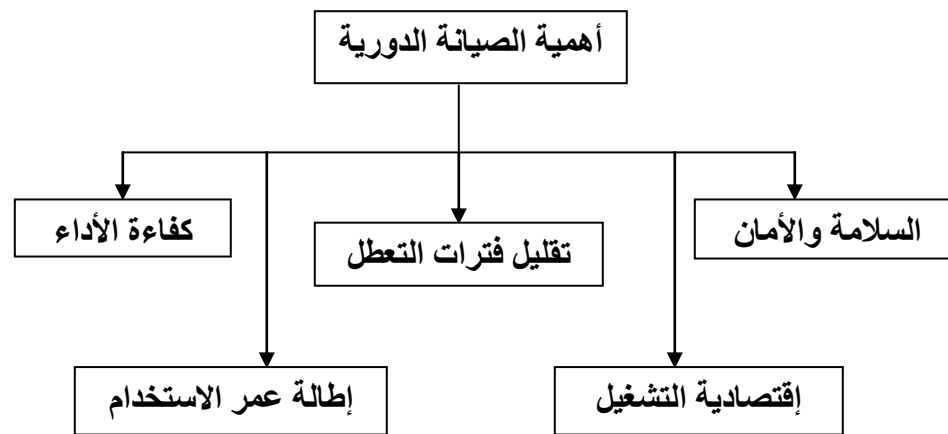 أهمية الصيانة الدورية
السلامة والأمان
تقليل فترات التعطل
كفاءة الأداء
إقتصادية التشغيل
إطالة عمر الاستخدام